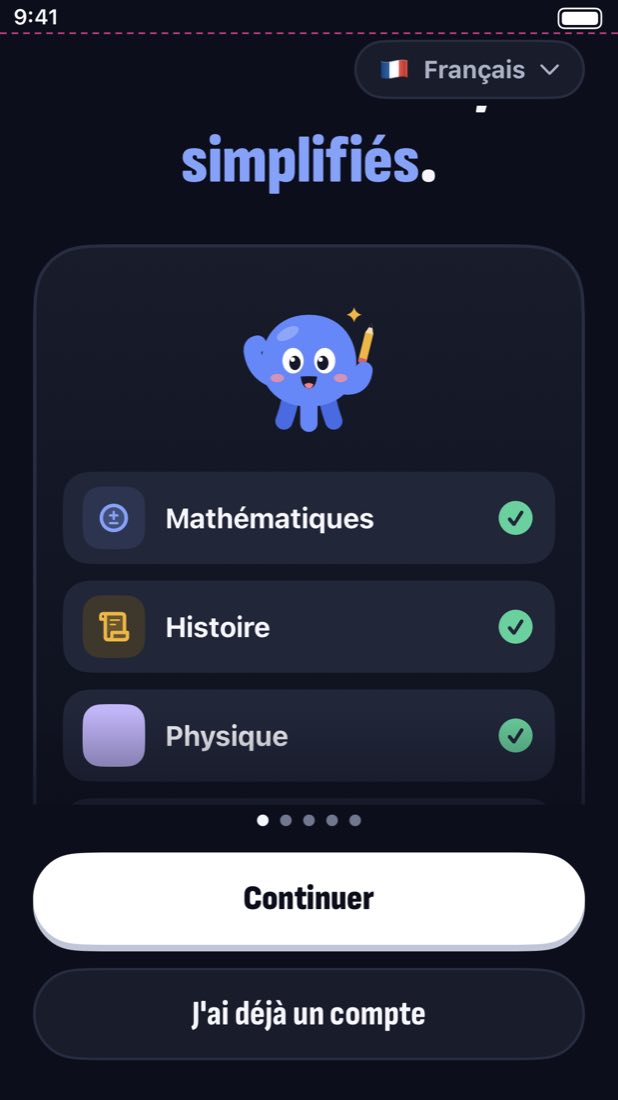 9:41
Français
simplifiés.
Mathématiques
Histoire
Physique
Continuer
J'ai déjà un compte